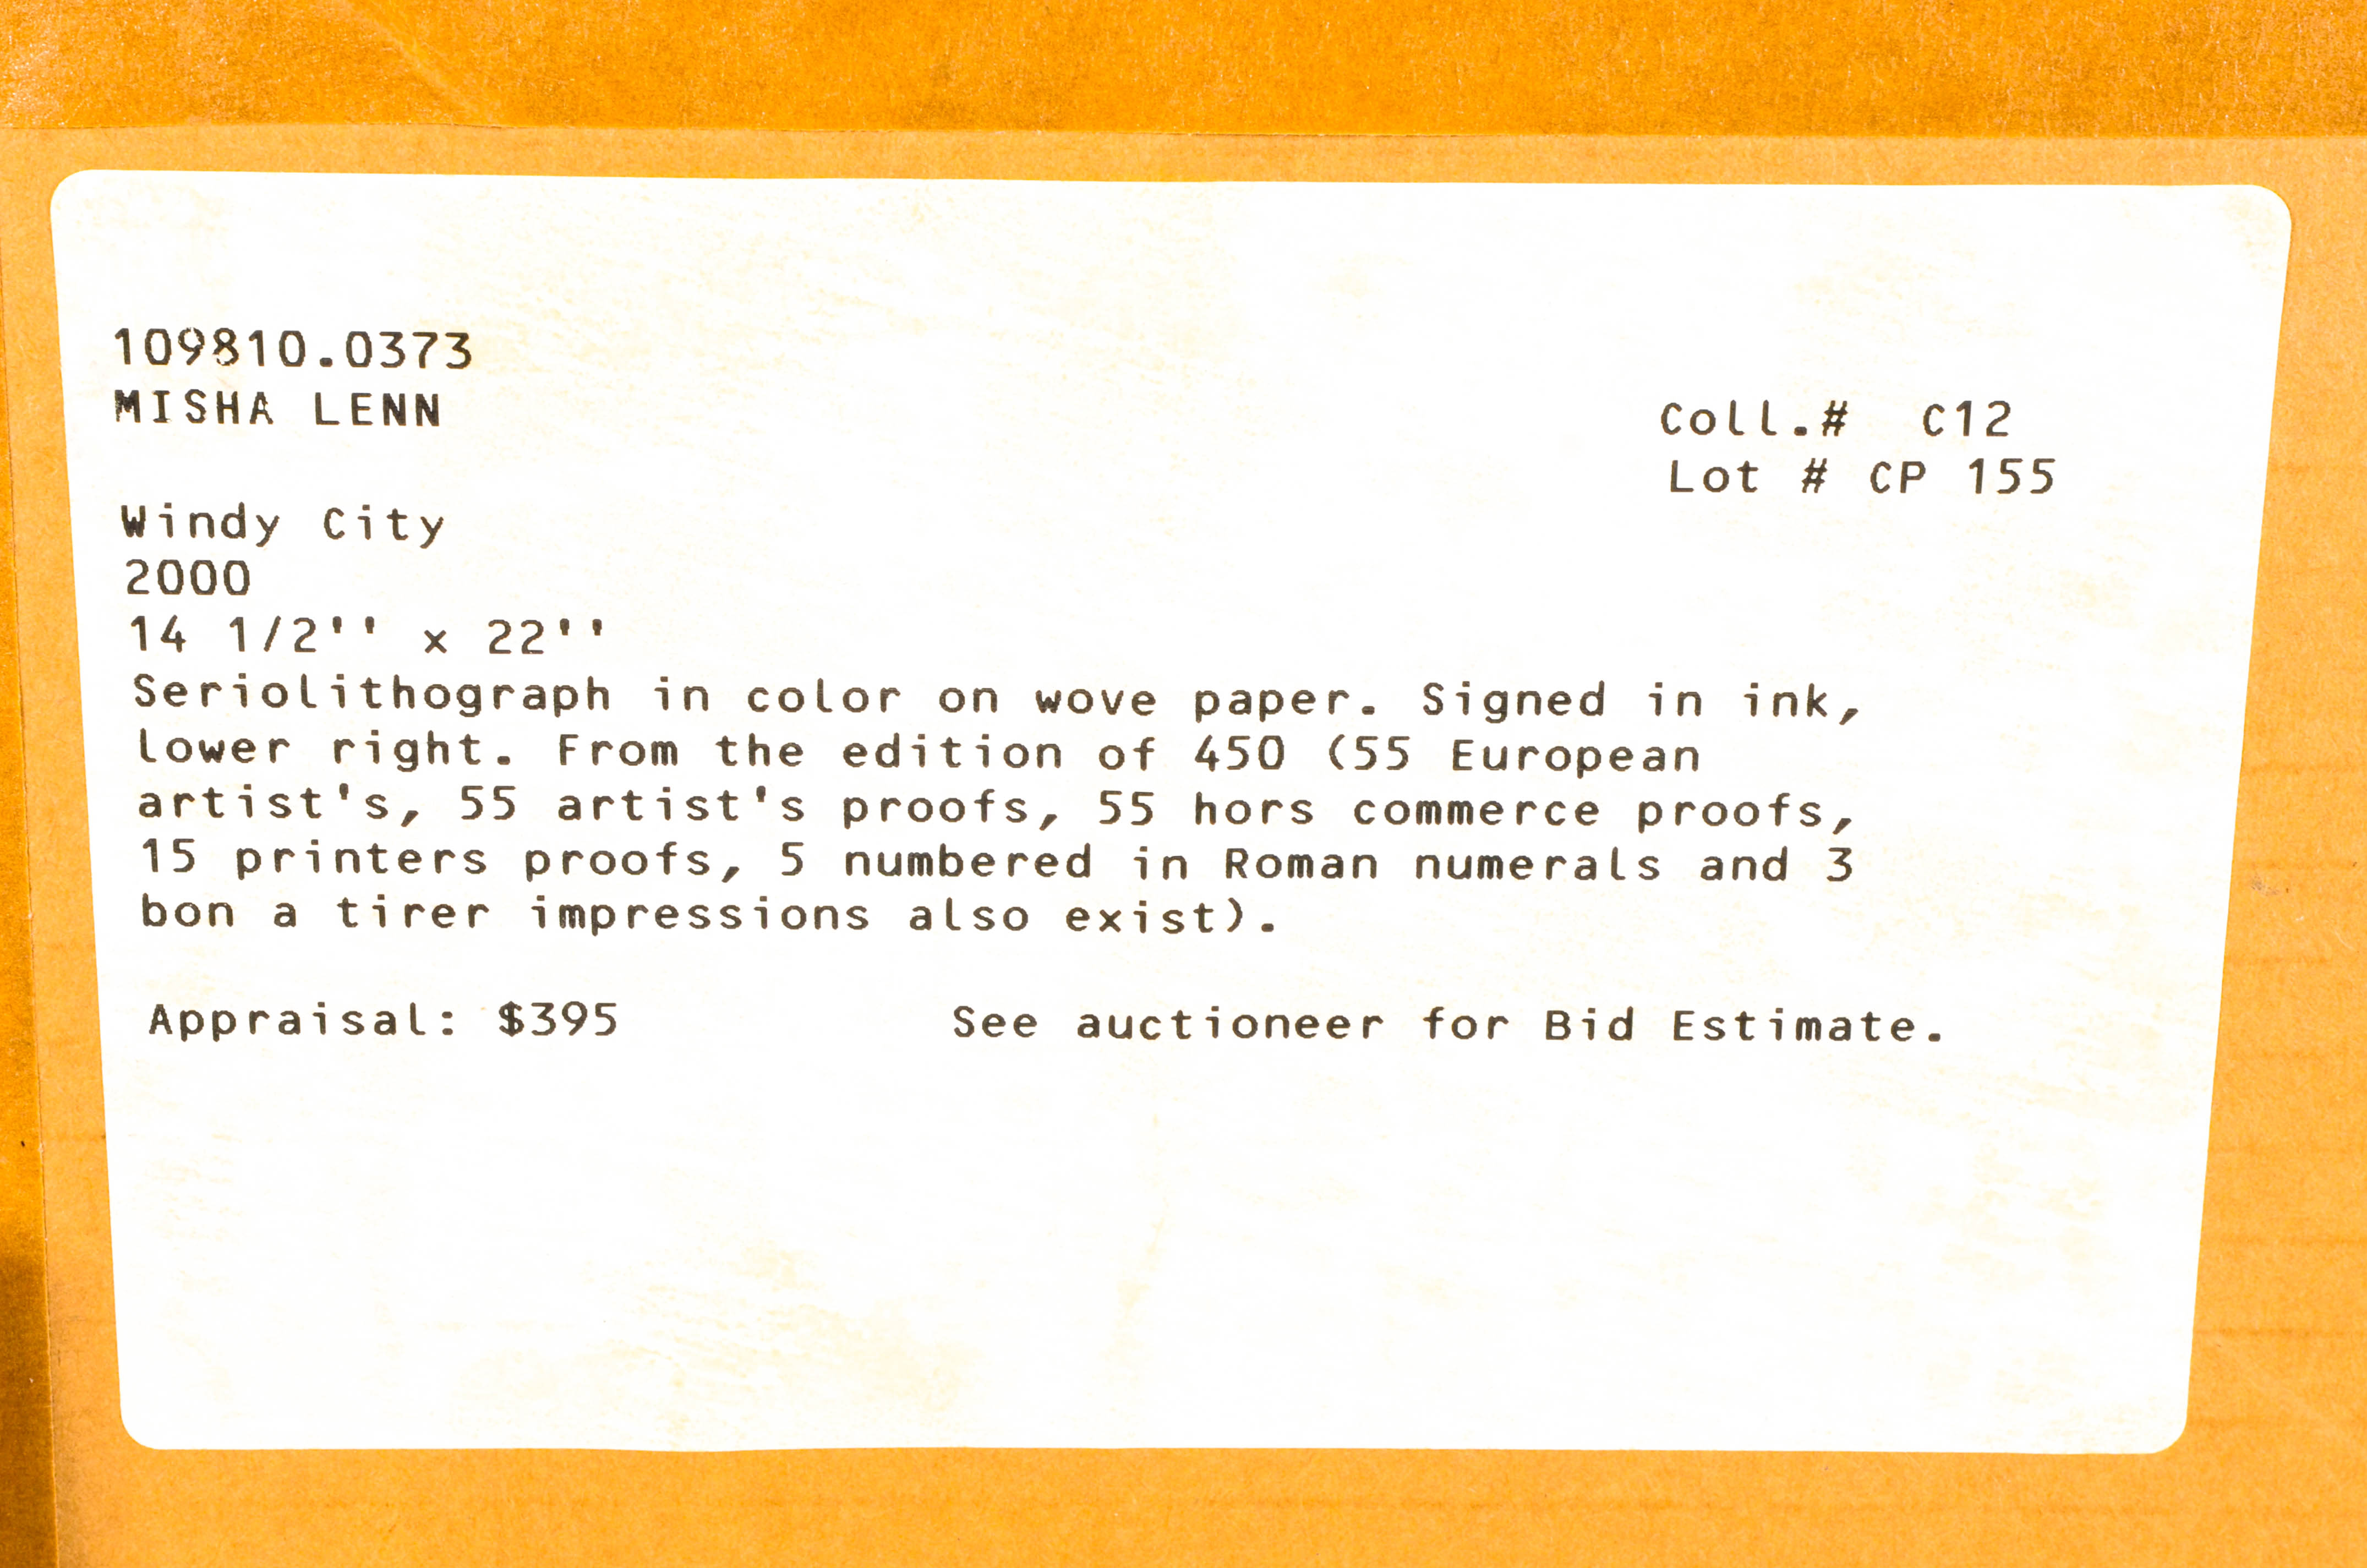 109810.0373
MISHA LENN
Coll.# C12
Lot # CP 155
Windy City
2000
14 1/2'' x 22''
Seriolithograph in color on wove paper. Signed in ink,
lower right. From the edition of 450 (55 European
artist's, 55 artist's proofs, 55 hors commerce proofs,
15 printers proofs, 5 numbered in Roman numerals and 3
bon a tirer impressions also exist).
Appraisal: $395 See auctioneer for Bid Estimate.